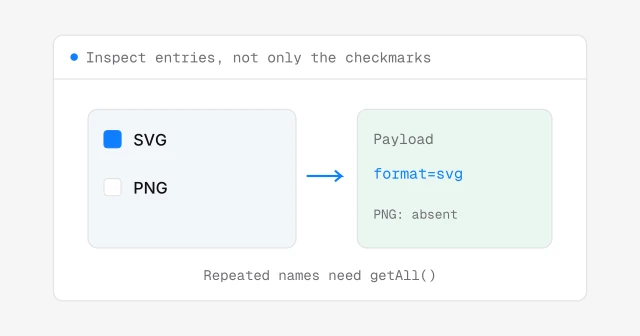 Inspect entries, not only the checkmarks
SVG
PNG
Payload
format=svg
PNG: absent
Repeated names need getAll()